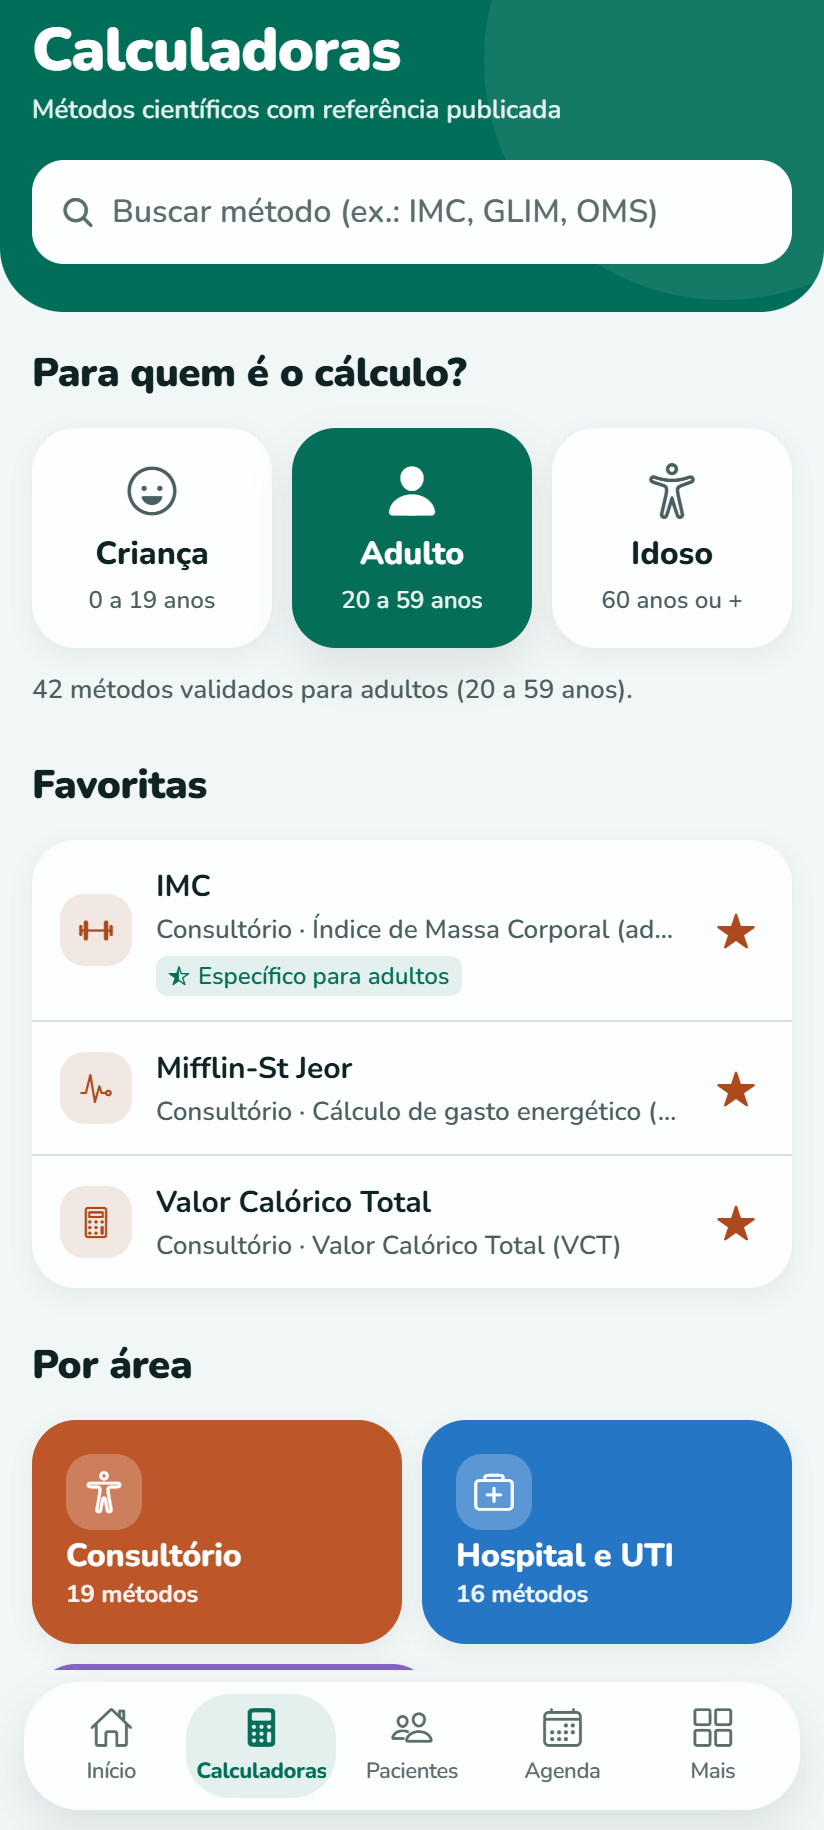 Calculadoras
Métodos científicos com referência publicada
Buscar método (ex.: IMC, GLIM, OMS)
Para quem é o cálculo?
Criança
0 a 19 anos
Adulto
20 a 59 anos
Idoso
60 anos ou +
42 métodos validados para adultos (20 a 59 anos).
Favoritas
IMC
Consultório · Índice de Massa Corporal (ad...
Específico para adultos
Mifflin-St Jeor
Consultório · Cálculo de gasto energético (...
Valor Calórico Total
Consultório · Valor Calórico Total (VCT)
Por área
Consultório
19 métodos
Hospital e UTI
16 métodos
Início
Calculadoras
Pacientes
Agenda
Mais